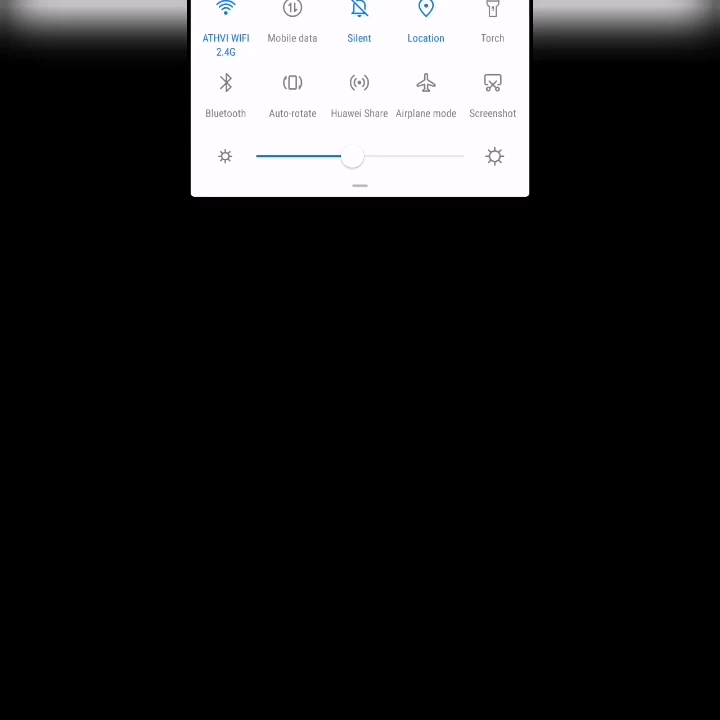 ATHVI WIFI Mobile data Silent Location Torch
2.4G
Bluetooth Auto-rotate Huawei Share Airplane mode Screenshot